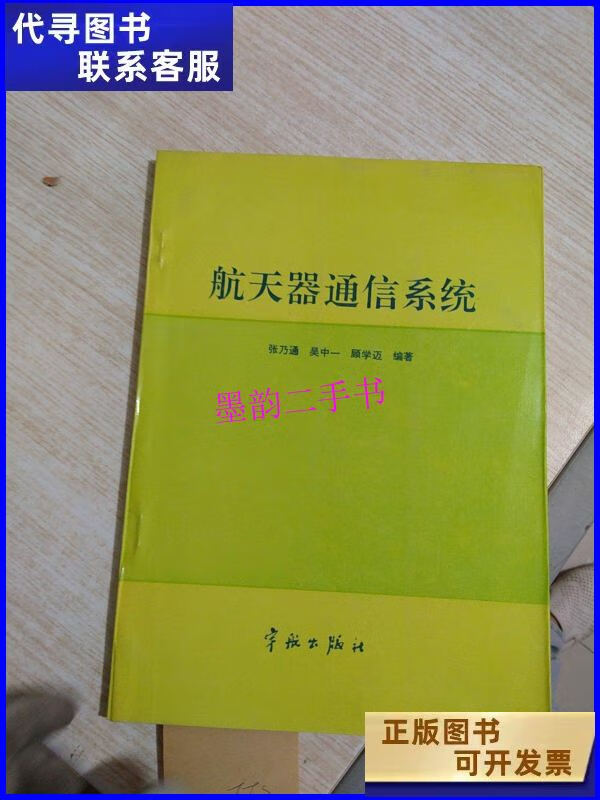 代寻图书
联系客服
航天器通信系统
张乃通 吴中一 顾学迈 编著
墨韵二手书
宇航出版社
正版图书
可开发票